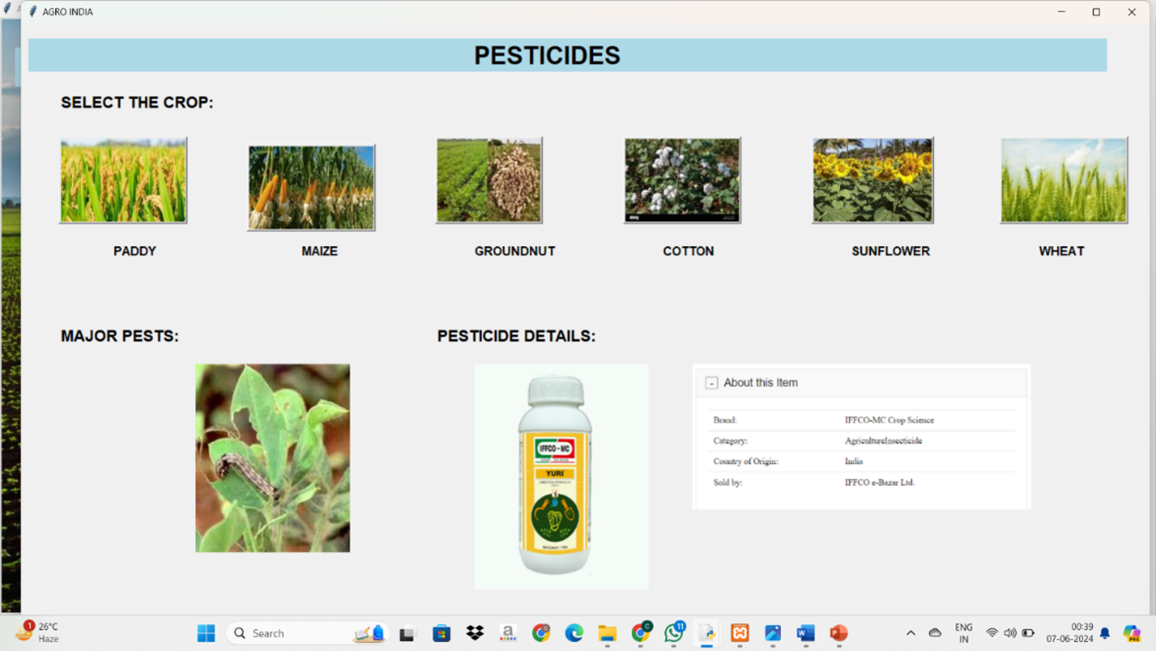 AGRO INDIA
PESTICIDES
SELECT THE CROP:
PADDY
MAIZE
GROUNDNUT
COTTON
SUNFLOWER
WHEAT
MAJOR PESTS:
PESTICIDE DETAILS:
IFFCO-MC
YURI
- About this Item
Brand: IFFCO-MC Crop Science
Category: AgricultureInsecticide
Country of Origin: India
Sold by: IFFCO e-Bazar Ltd.
1
26°C
Haze
Search
a
C
11
ENG
IN
00:39
07-06-2024